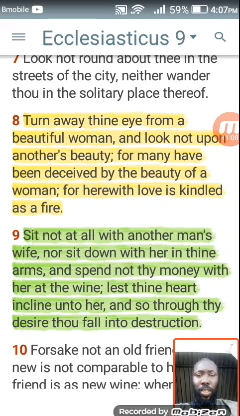 Bmobile 59% 4:07PM
Ecclesiasticus 9
7 Look not round about thee in the
streets of the city, neither wander
thou in the solitary place thereof.
8 Turn away thine eye from a
beautiful woman, and look not upon
another's beauty; for many have
been deceived by the beauty of a
woman; for herewith love is kindled
as a fire.
9 Sit not at all with another man's
wife, nor sit down with her in thine
arms, and spend not thy money with
her at the wine; lest thine heart
incline unto her, and so through thy
desire thou fall into destruction.
10 Forsake not an old frien
new is not comparable to h
friend is as new wine; whe
Recorded by Mobizen